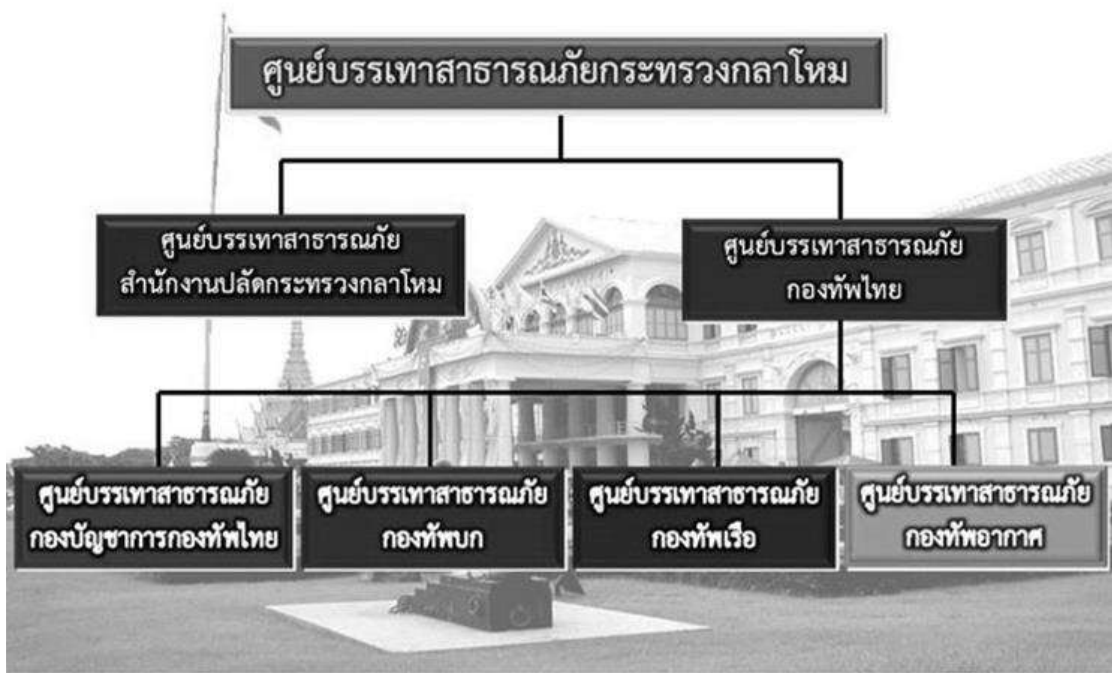 ศูนย์บรรเทาสาธารณภัยกระทรวงกลาโหม
ศูนย์บรรเทาสาธารณภัย
สำนักงานปลัดกระทรวงกลาโหม
ศูนย์บรรเทาสาธารณภัย
กองทัพไทย
ศูนย์บรรเทาสาธารณภัย
กองบัญชาการกองทัพไทย
ศูนย์บรรเทาสาธารณภัย
กองทัพบก
ศูนย์บรรเทาสาธารณภัย
กองทัพเรือ
ศูนย์บรรเทาสาธารณภัย
กองทัพอากาศ